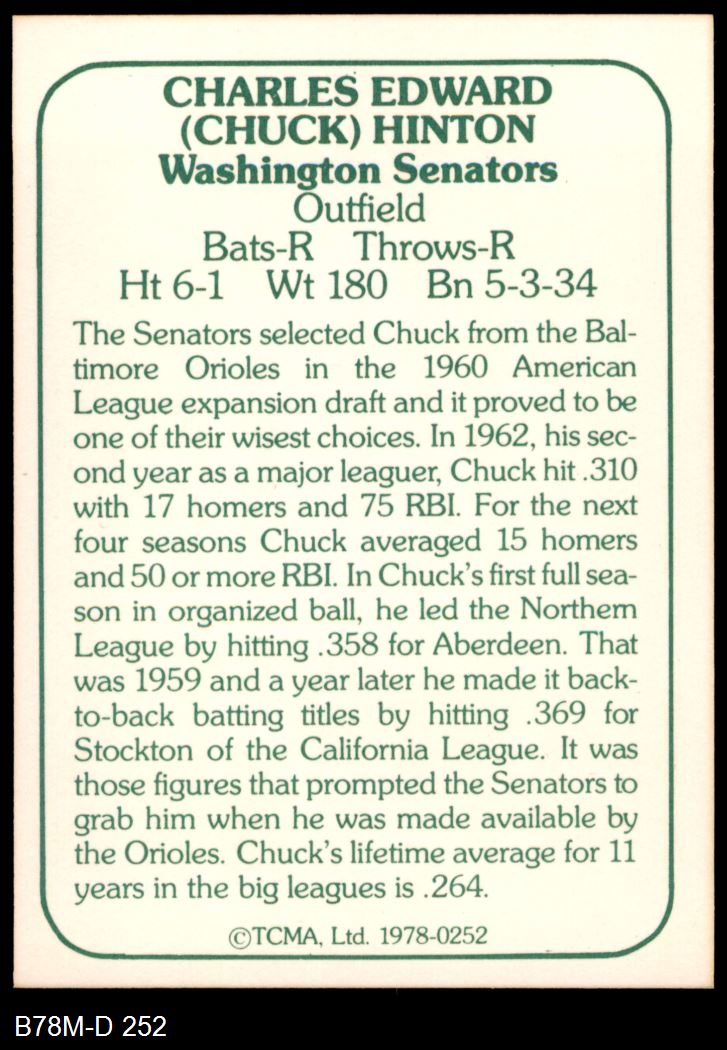 CHARLES EDWARD
(CHUCK) HINTON
Washington Senators
Outfield
Bats-R Throws-R
Ht 6-1 Wt 180 Bn 5-3-34
The Senators selected Chuck from the Bal-
timore Orioles in the 1960 American
League expansion draft and it proved to be
one of their wisest choices. In 1962, his sec-
ond year as a major leaguer, Chuck hit .310
with 17 homers and 75 RBI. For the next
four seasons Chuck averaged 15 homers
and 50 or more RBI. In Chuck's first full sea-
son in organized ball, he led the Northern
League by hitting .358 for Aberdeen. That
was 1959 and a year later he made it back-
to-back batting titles by hitting .369 for
Stockton of the California League. It was
those figures that prompted the Senators to
grab him when he was made available by
the Orioles. Chuck's lifetime average for 11
years in the big leagues is .264.
©TCMA, Ltd. 1978-0252
B78M-D 252